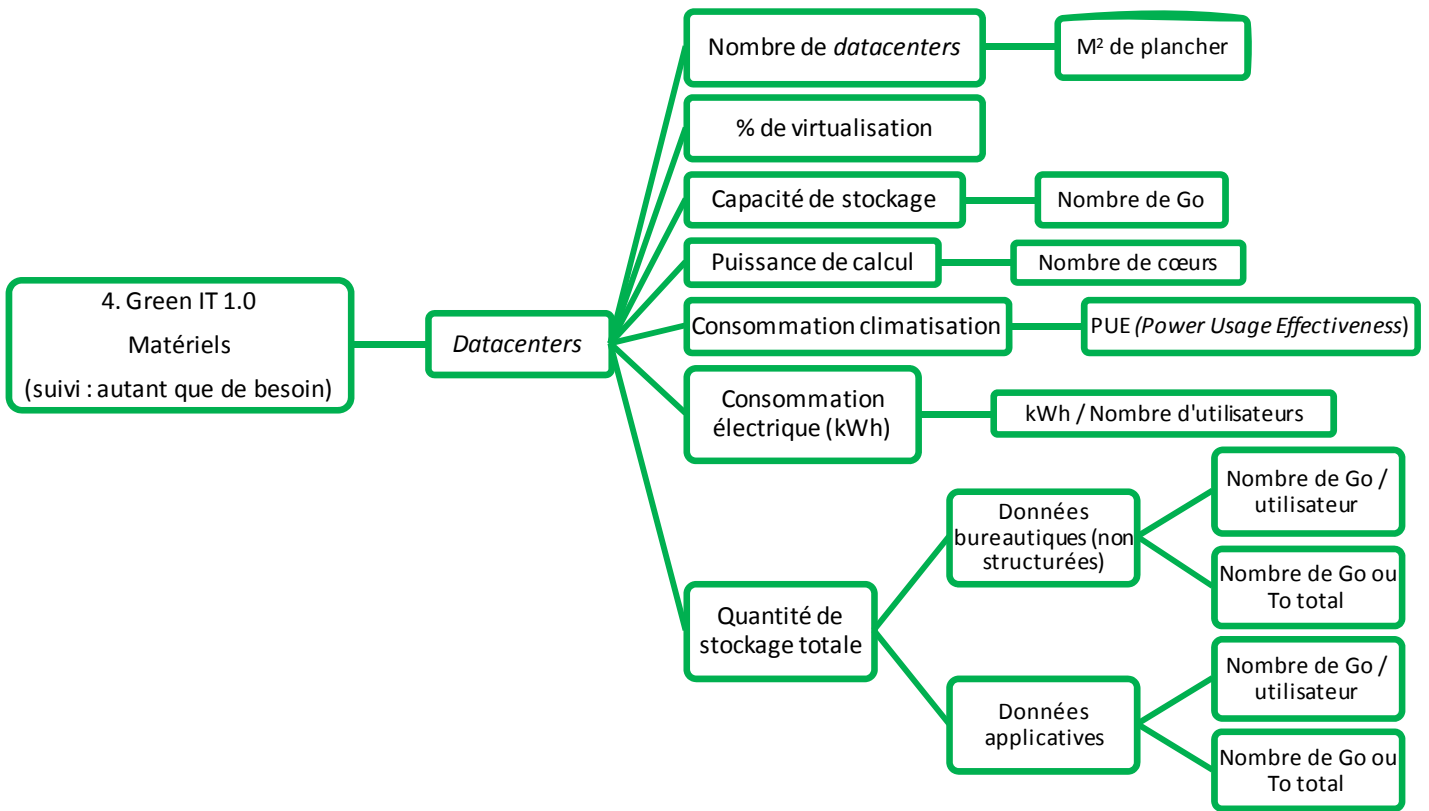 4. Green IT 1.0
Matériels
(suivi : autant que de besoin)
Datacenters
Nombre de datacenters
M² de plancher
% de virtualisation
Capacité de stockage
Nombre de Go
Puissance de calcul
Nombre de cœurs
Consommation climatisation
PUE (Power Usage Effectiveness)
Consommation
électrique (kWh)
kWh / Nombre d'utilisateurs
Quantité de
stockage totale
Données
bureautiques (non
structurées)
Nombre de Go /
utilisateur
Nombre de Go ou
To total
Données
applicatives
Nombre de Go /
utilisateur
Nombre de Go ou
To total